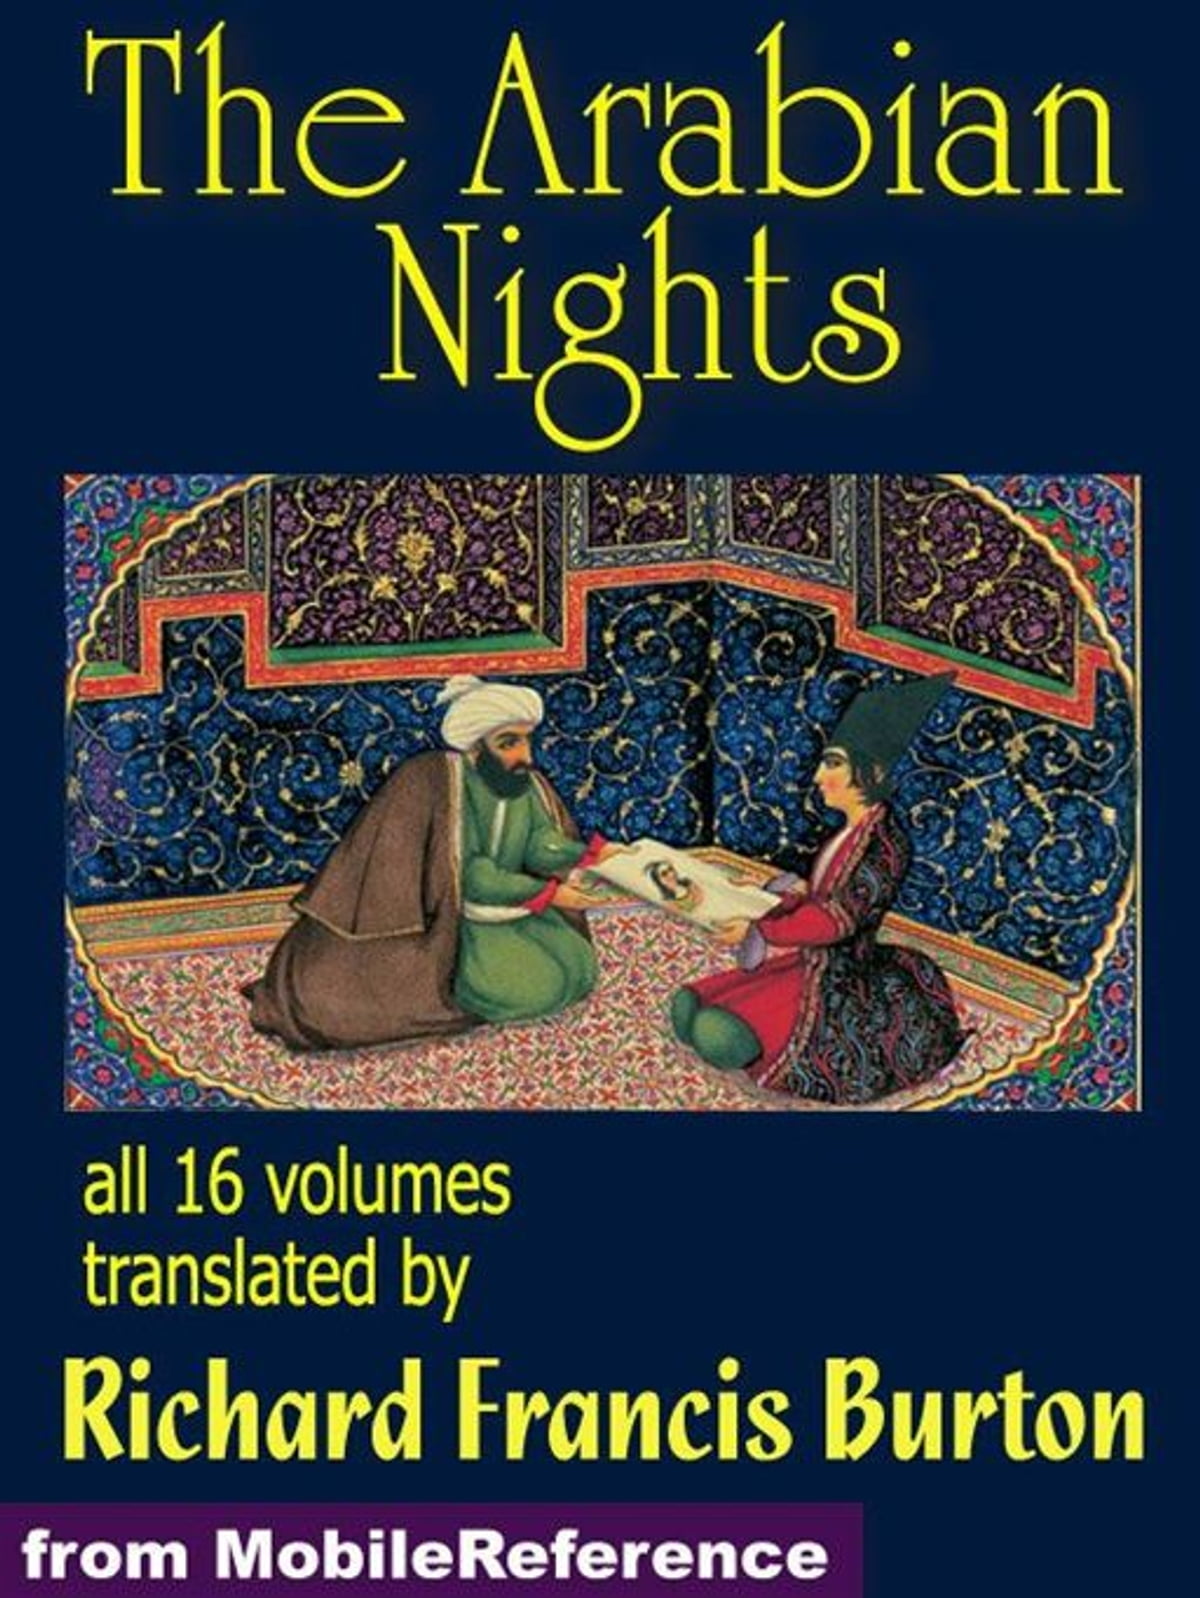 The Arabian
Nights
all 16 volumes
translated by
Richard Francis Burton
from MobileReference